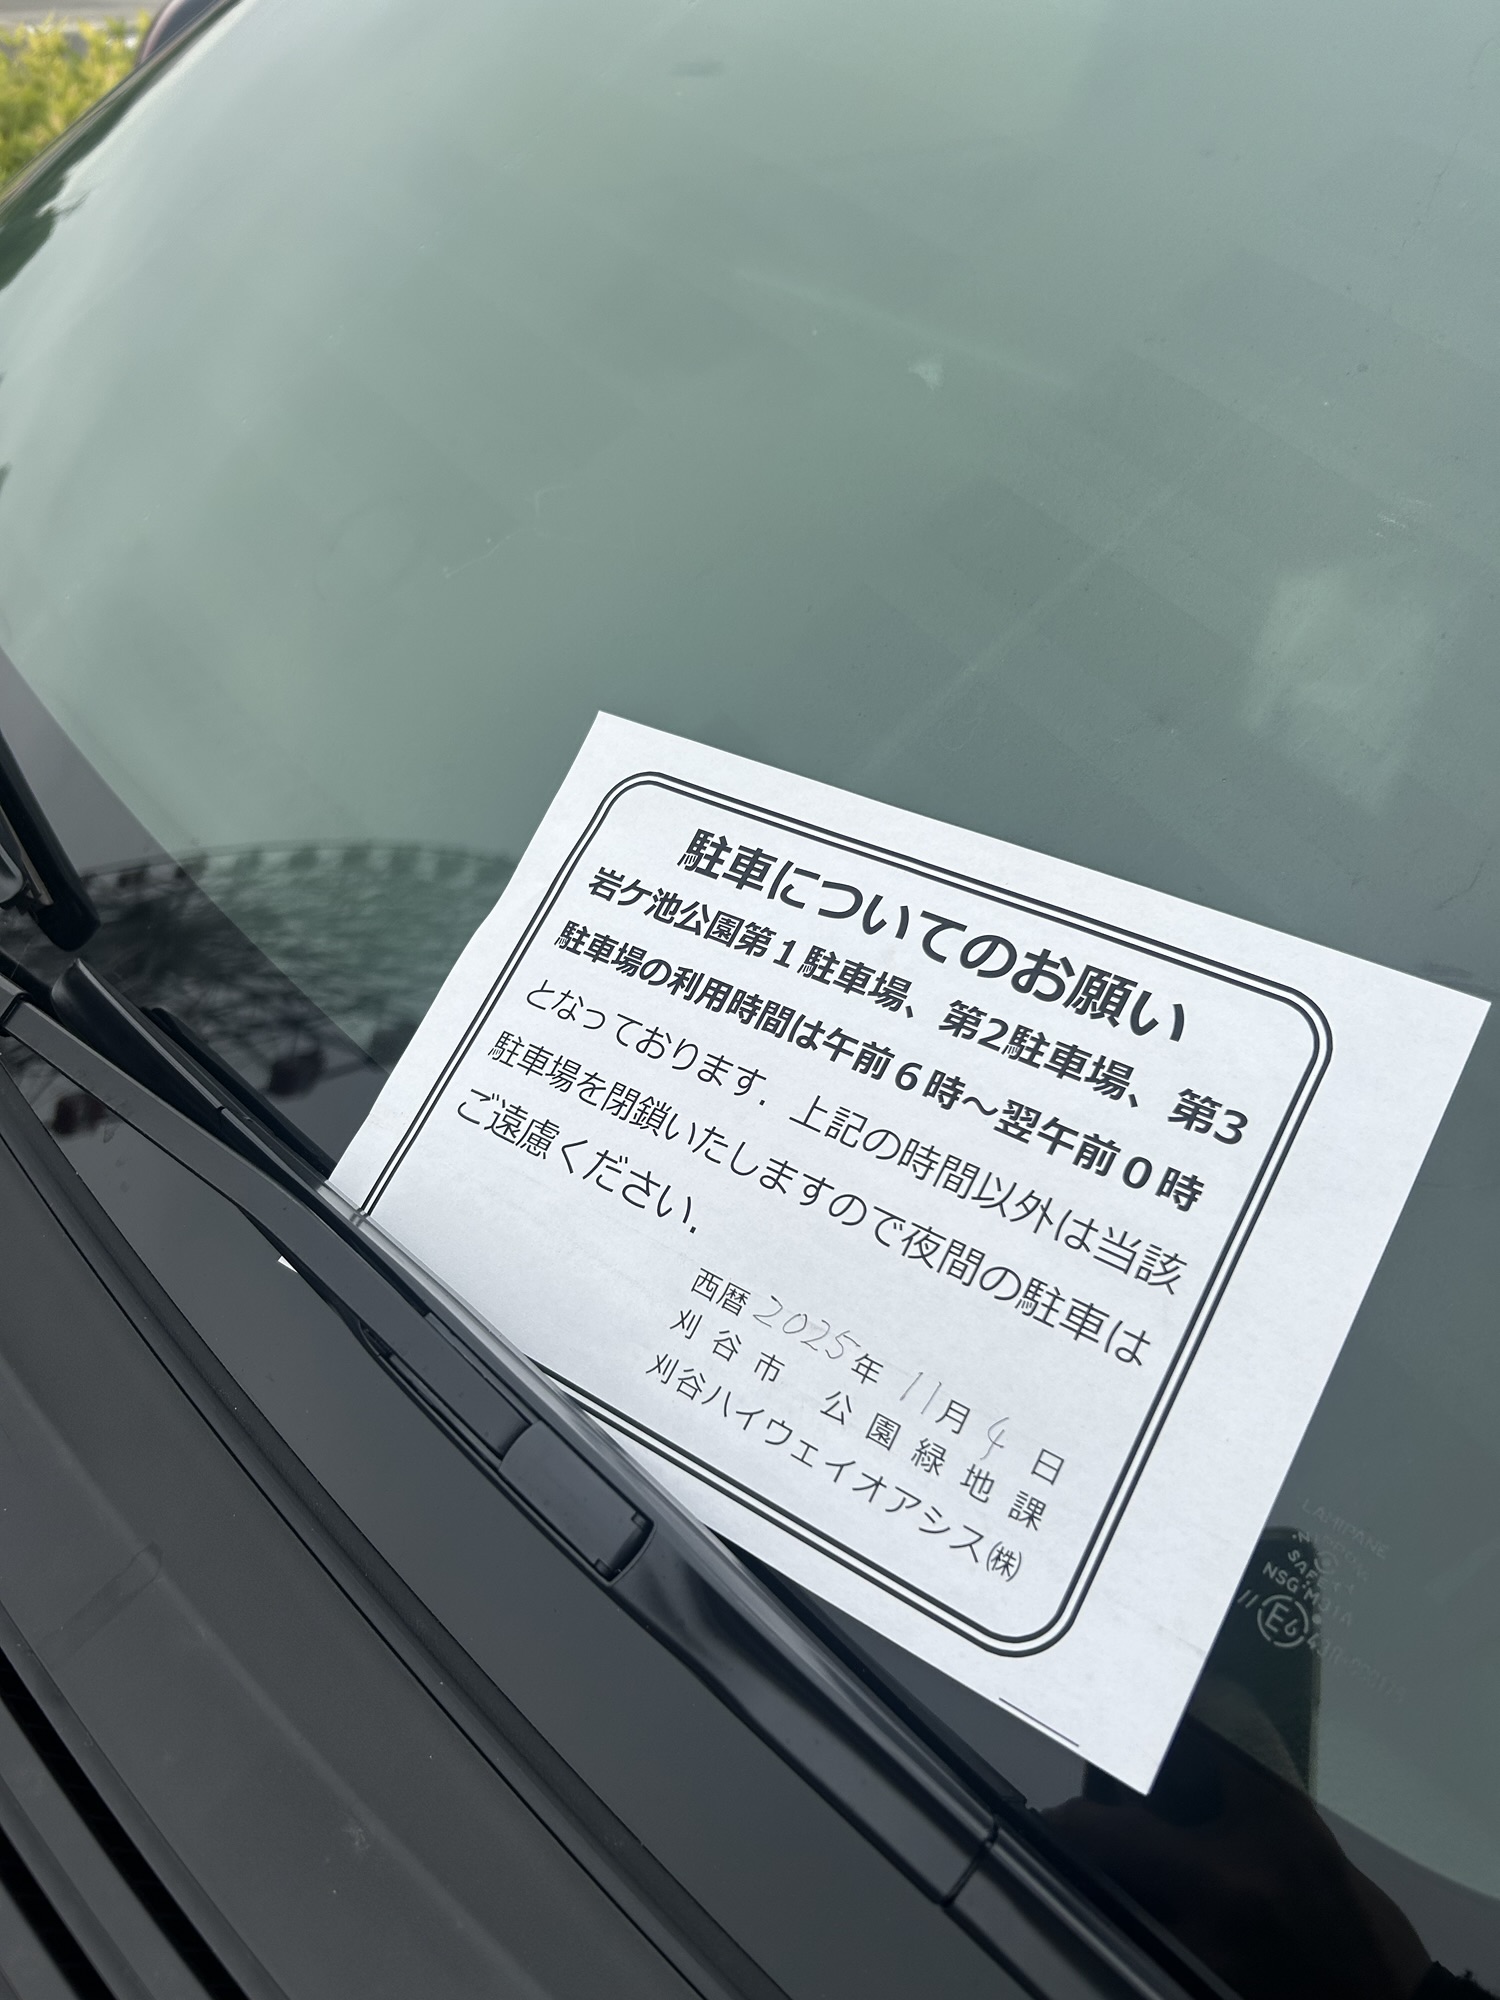 駐車についてのお願い
岩ケ池公園第１駐車場、第2駐車場、第3
駐車場の利用時間は午前６時～翌午前０時
となっております．上記の時間以外は当該
駐車場を閉鎖いたしますので夜間の駐車は
ご遠慮ください．
西暦2025年11月4日
刈谷市 公園緑地課
刈谷ハイウェイオアシス㈱
LAMIPANE
NSG M31A
E6